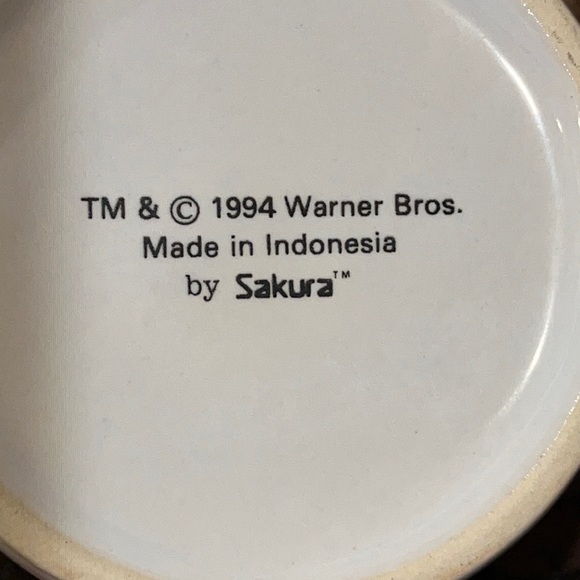 TM & © 1994 Warner Bros.
Made in Indonesia
by Sakura™